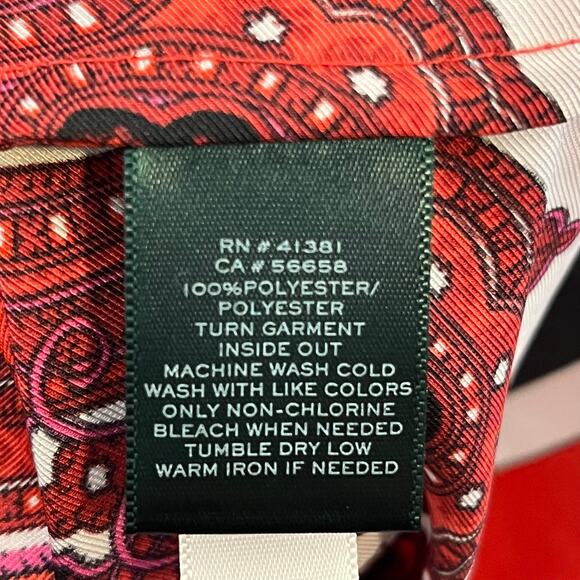 RN # 41381
CA # 56658
100%POLYESTER/
POLYESTER
TURN GARMENT
INSIDE OUT
MACHINE WASH COLD
WASH WITH LIKE COLORS
ONLY NON-CHLORINE
BLEACH WHEN NEEDED
TUMBLE DRY LOW
WARM IRON IF NEEDED